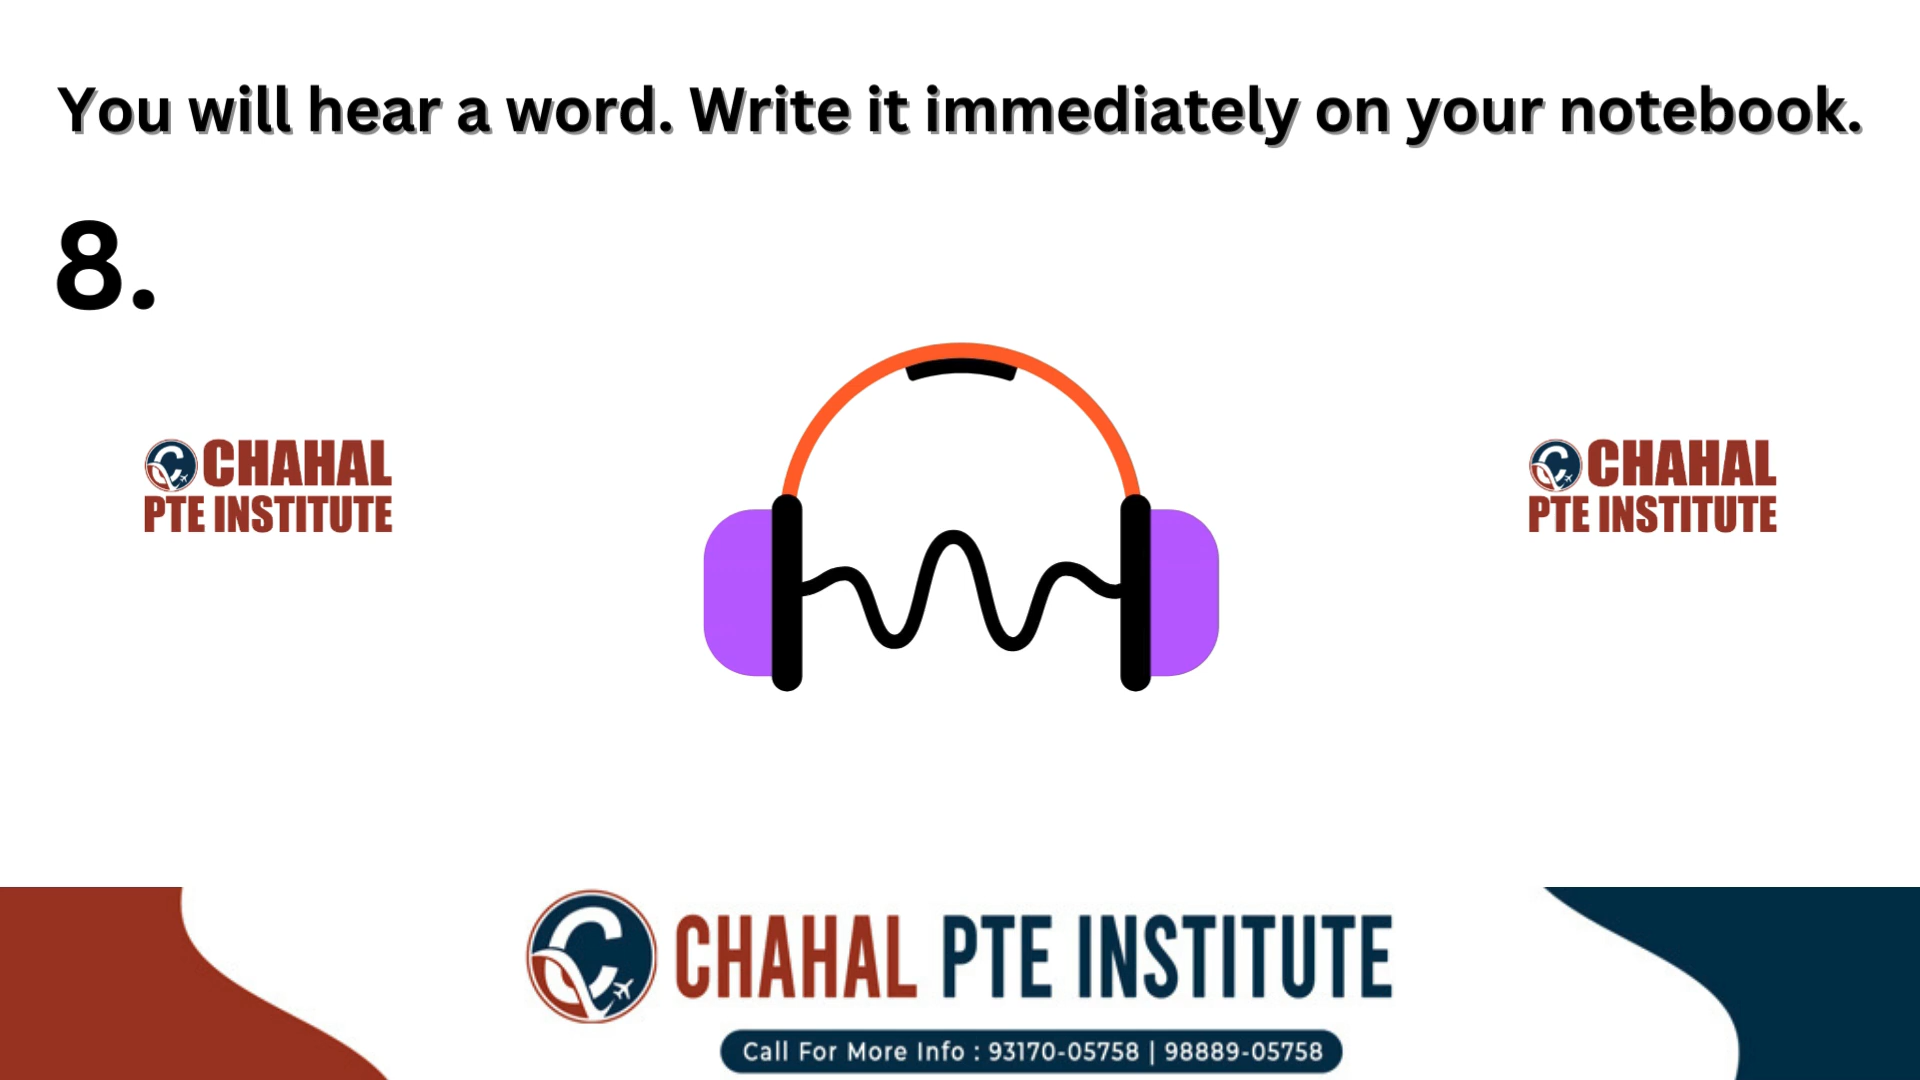 You will hear a word. Write it immediately on your notebook.
8.
CHAHAL
PTE INSTITUTE
CHAHAL
PTE INSTITUTE
CHAHAL PTE INSTITUTE
Call For More Info : 93170-05758 | 98889-05758